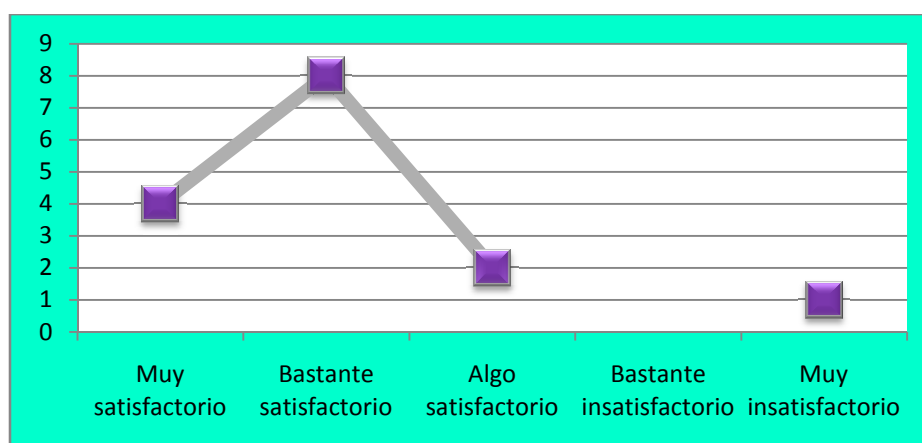 9
8
7
6
5
4
3
2
1
0
Muy satisfactorio
Bastante satisfactorio
Algo satisfactorio
Bastante insatisfactorio
Muy insatisfactorio